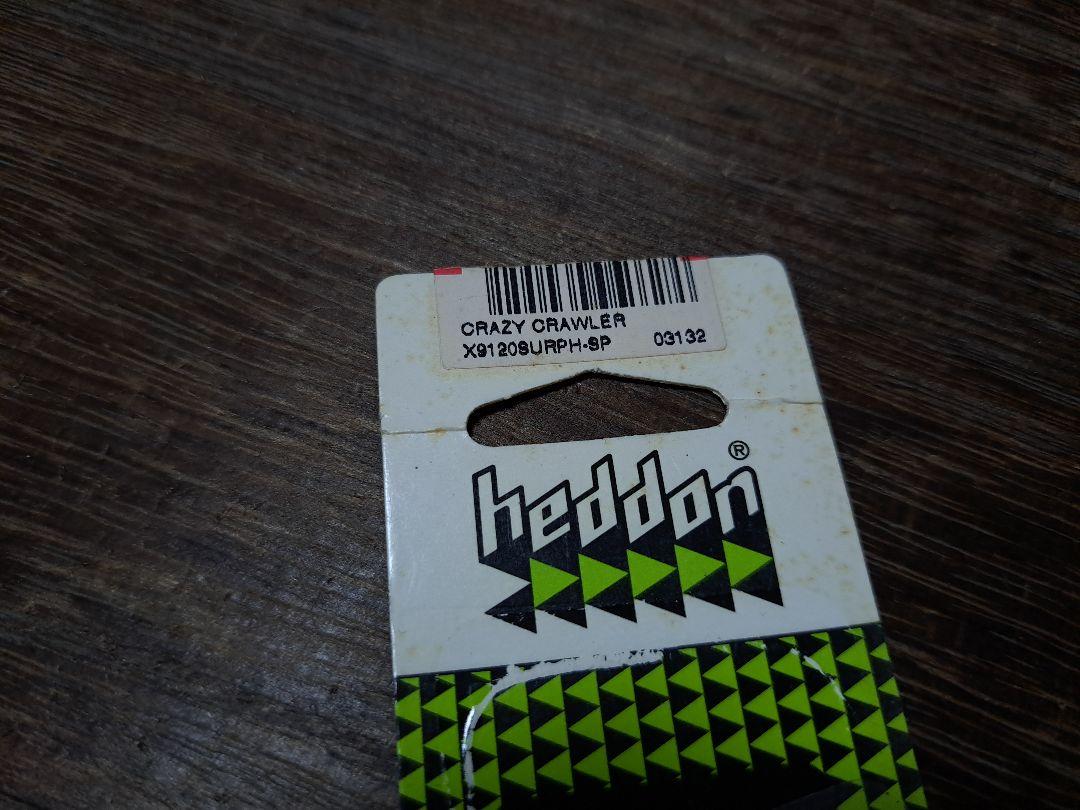 CRAZY CRAWLER
X9120SURPH-SP 03132
heddon®